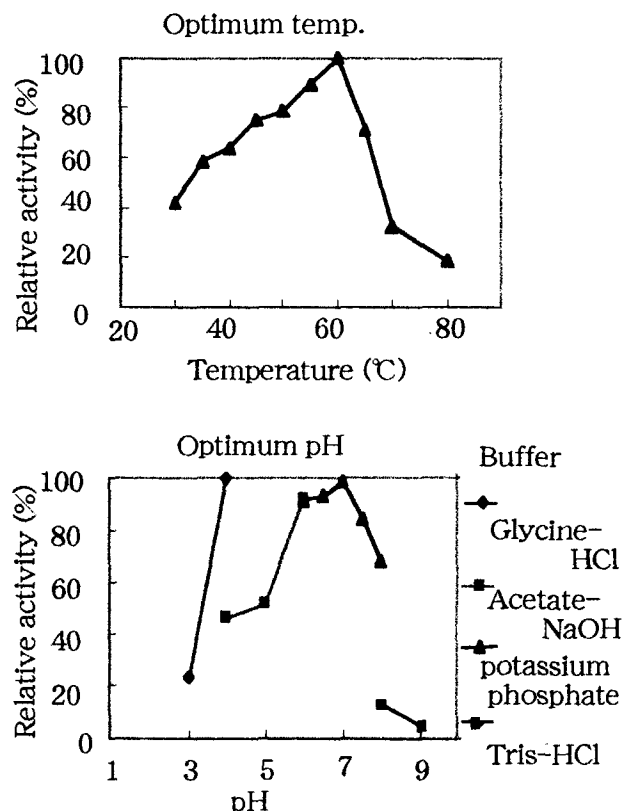 Optimum temp.
Relative activity (%)
100
80
60
40
20
0
20 40 60 80
Temperature (℃)
Optimum pH
Relative activity (%)
100
80
60
40
20
0
1 3 5 7 9
pH
Buffer
Glycine-
HCl
Acetate-
NaOH
potassium
phosphate
Tris-HCl